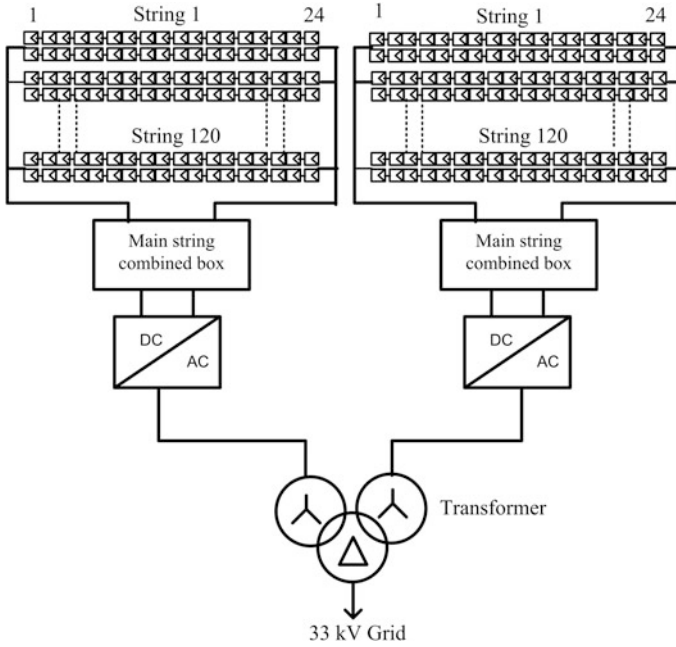 1 String 1 24
1 String 1 24
String 120
String 120
Main string
combined box
Main string
combined box
DC
AC
DC
AC
Transformer
33 kV Grid